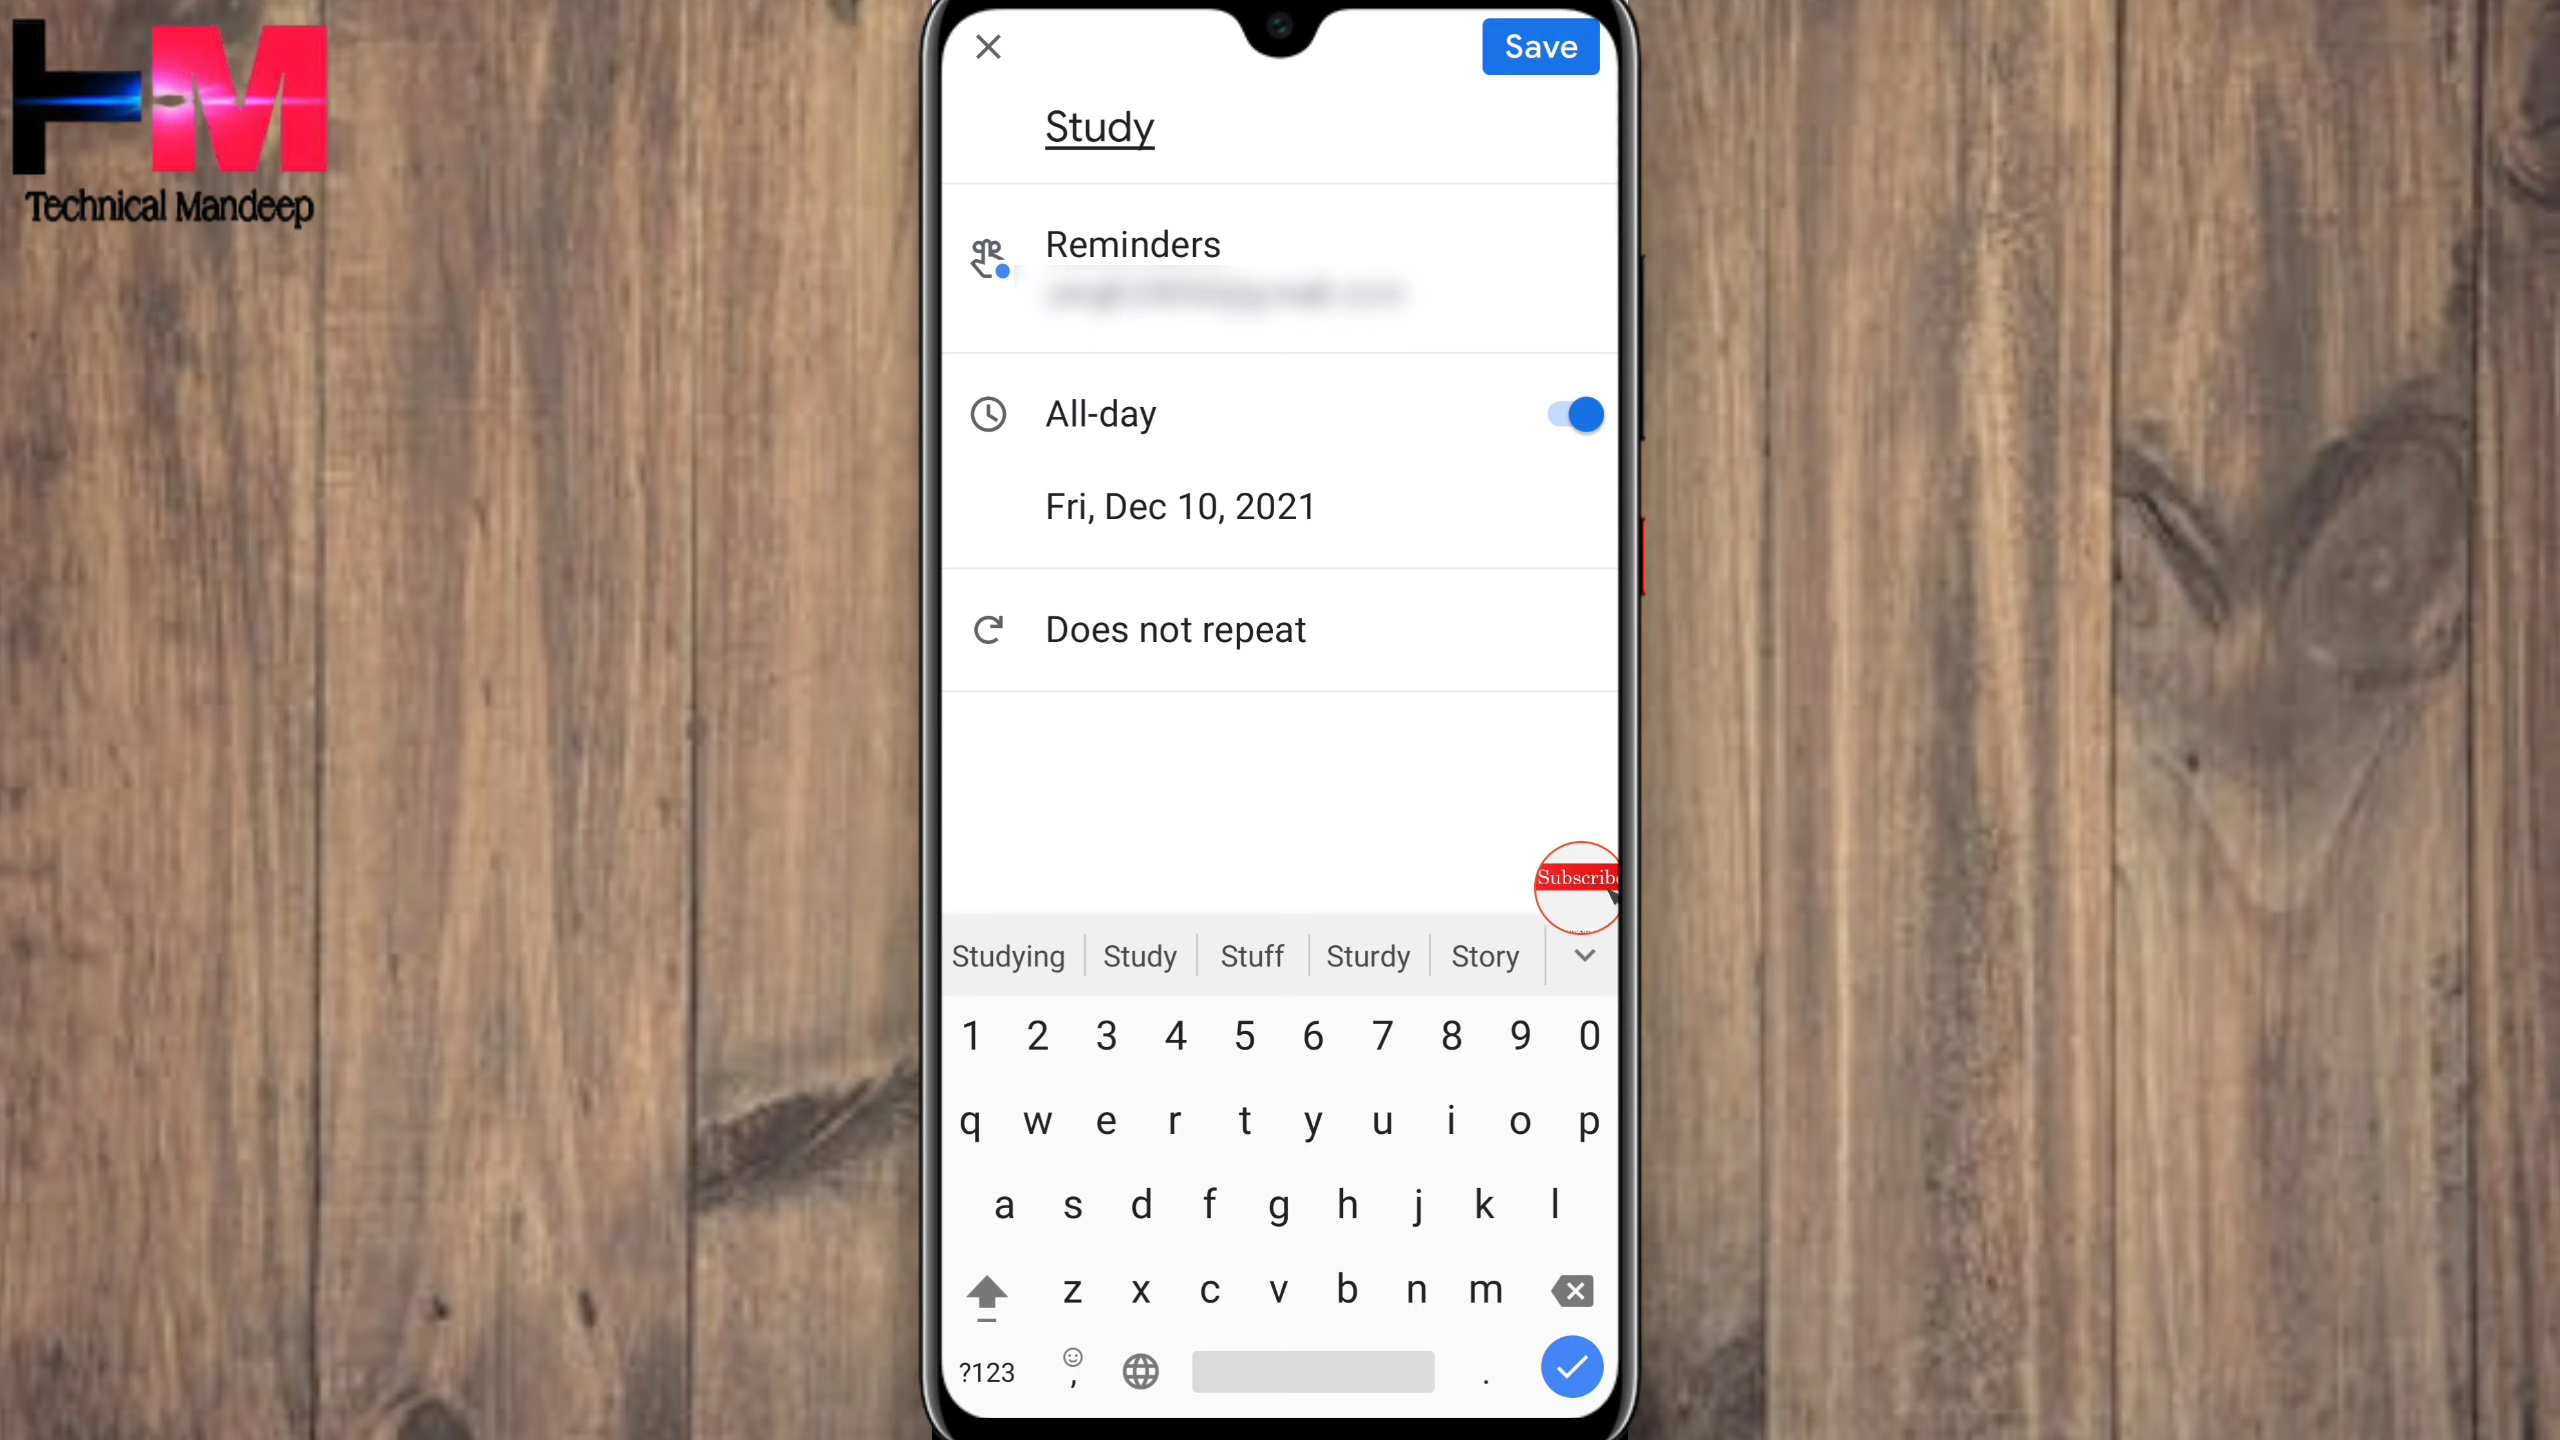 HM
Technical Mandeep
Save
Study
Reminders
All-day
Fri, Dec 10, 2021
Does not repeat
Subscribe
Studying Study Stuff Sturdy Story
1 2 3 4 5 6 7 8 9 0
q w e r t y u i o p
a s d f g h j k l
z x c v b n m
?123 , .